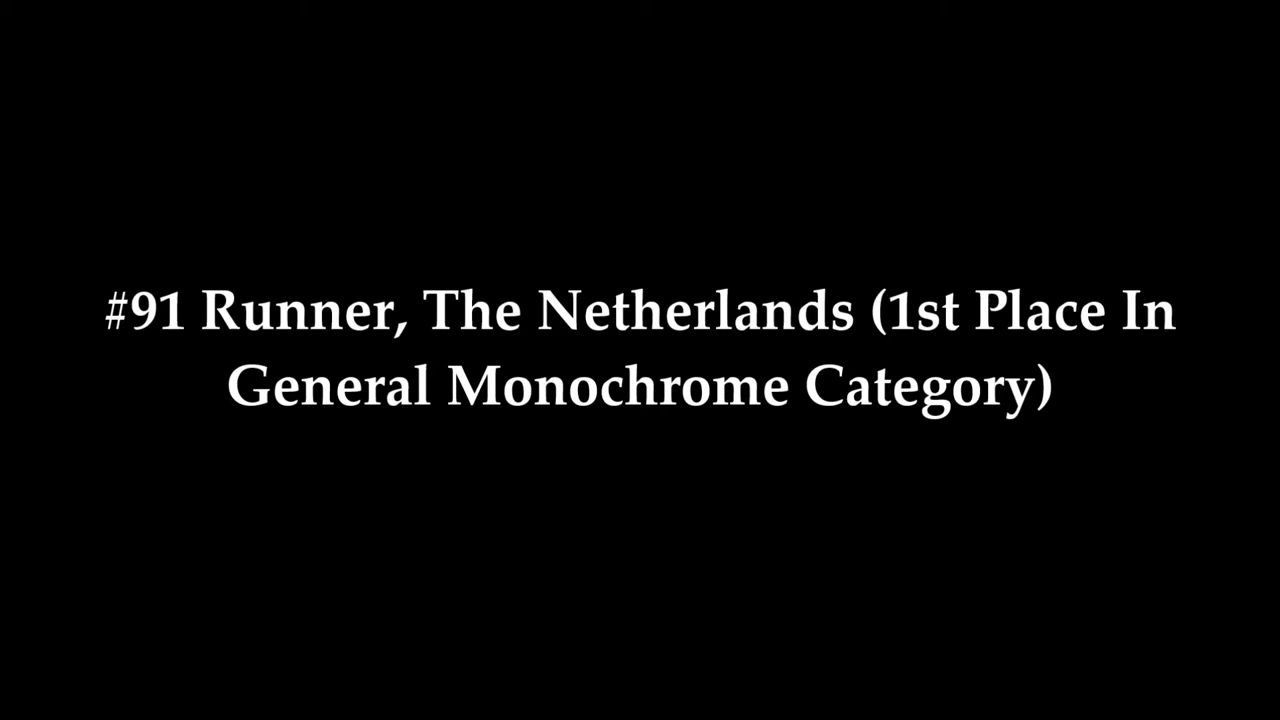 #91 Runner, The Netherlands (1st Place In
General Monochrome Category)